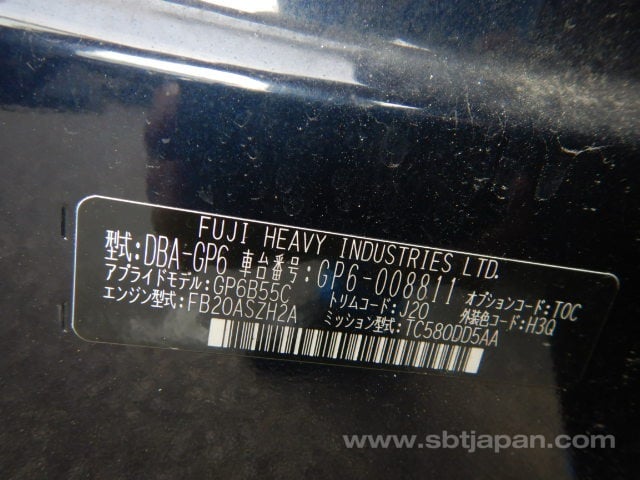 FUJI HEAVY INDUSTRIES LTD.
型式:DBA-GP6 車台番号:GP6-008811 オプションコード:TOC
アプライドモデル:GP6B55C トリムコード:J20 外装色コード:H3Q
エンジン型式:FB20ASZH2A ミッション型式:TC580DD5AA
www.sbtjapan.com